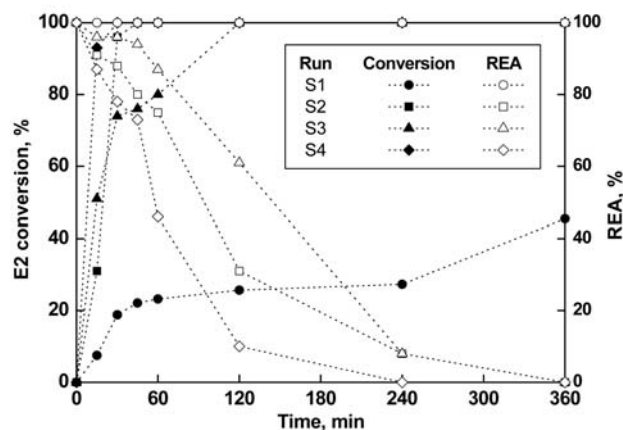 100
80
60
40
20
0
E2 conversion, %
Run Conversion REA
S1
S2
S3
S4
100
80
60
40
20
0
REA, %
0 60 120 180 240 300 360
Time, min